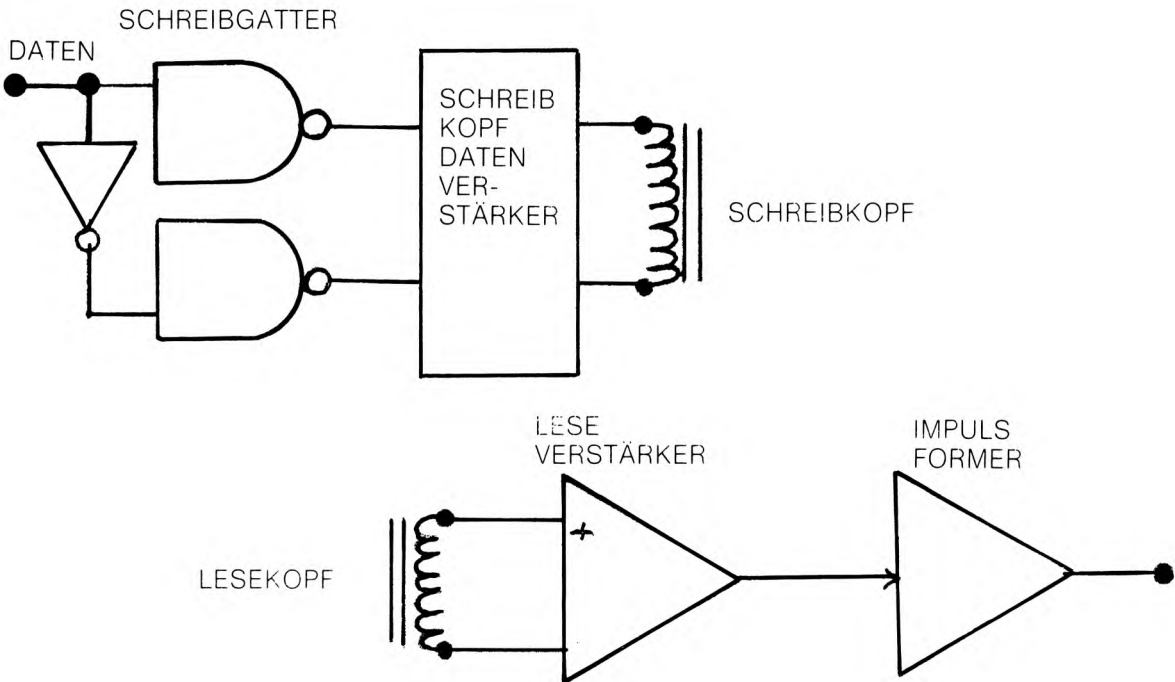 SCHREIBGATTER
DATEN
SCHREIB
KOPF
DATEN
VER-
STÄRKER
SCHREIBKOPF
LESE
VERSTÄRKER
IMPULS
FORMER
+
LESEKOPF